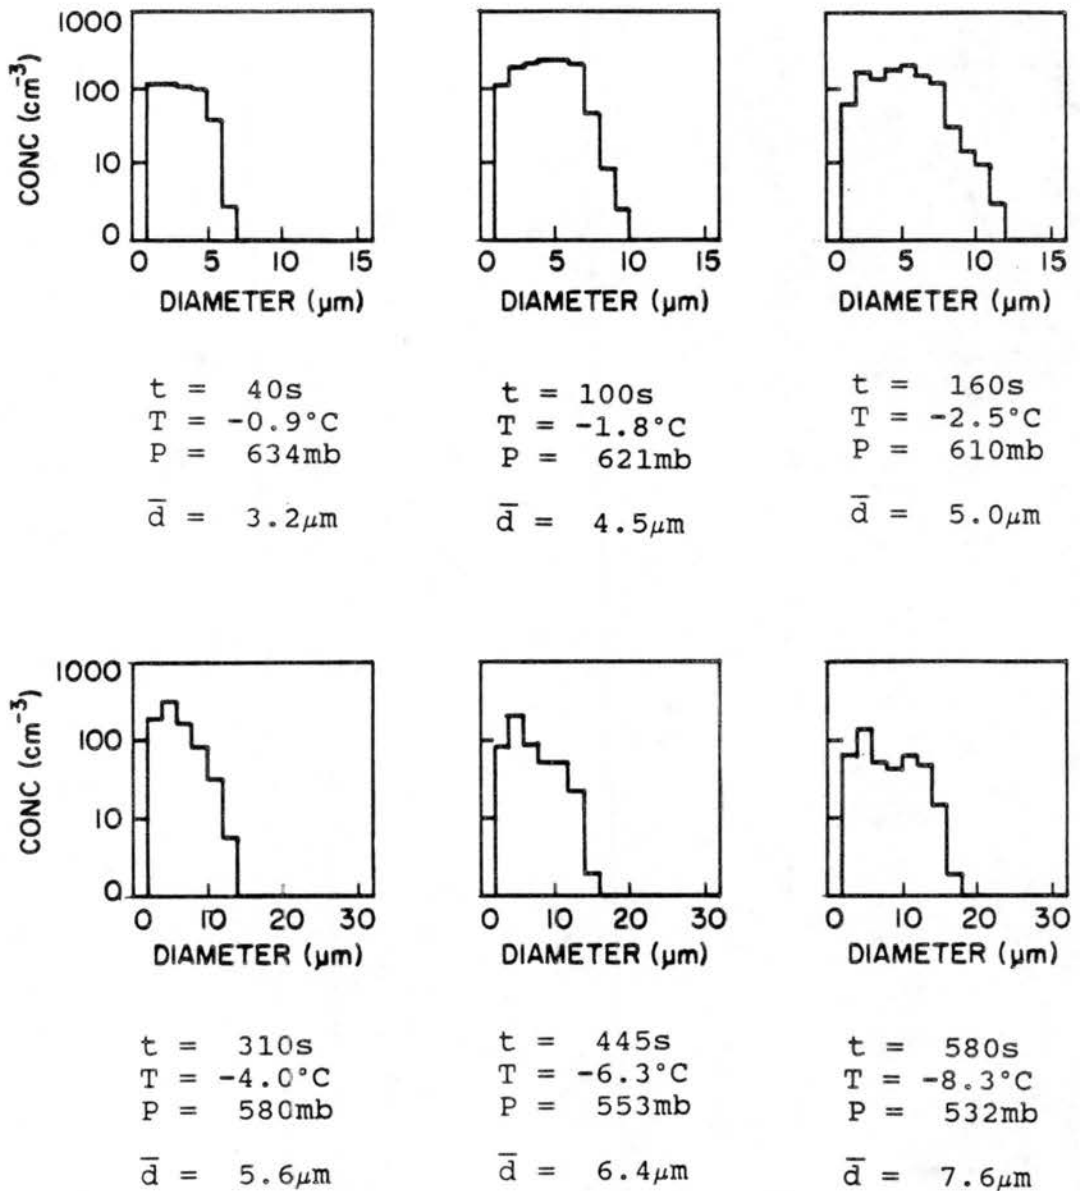 1000
100
10
0
CONC (cm⁻³)
0 5 10 15
DIAMETER (μm)
0 5 10 15
DIAMETER (μm)
0 5 10 15
DIAMETER (μm)
t = 40s
T = -0.9°C
P = 634mb
d̅ = 3.2μm
t = 100s
T = -1.8°C
P = 621mb
d̅ = 4.5μm
t = 160s
T = -2.5°C
P = 610mb
d̅ = 5.0μm
1000
100
10
0
CONC (cm⁻³)
0 10 20 30
DIAMETER (μm)
0 10 20 30
DIAMETER (μm)
0 10 20 30
DIAMETER (μm)
t = 310s
T = -4.0°C
P = 580mb
d̅ = 5.6μm
t = 445s
T = -6.3°C
P = 553mb
d̅ = 6.4μm
t = 580s
T = -8.3°C
P = 532mb
d̅ = 7.6μm